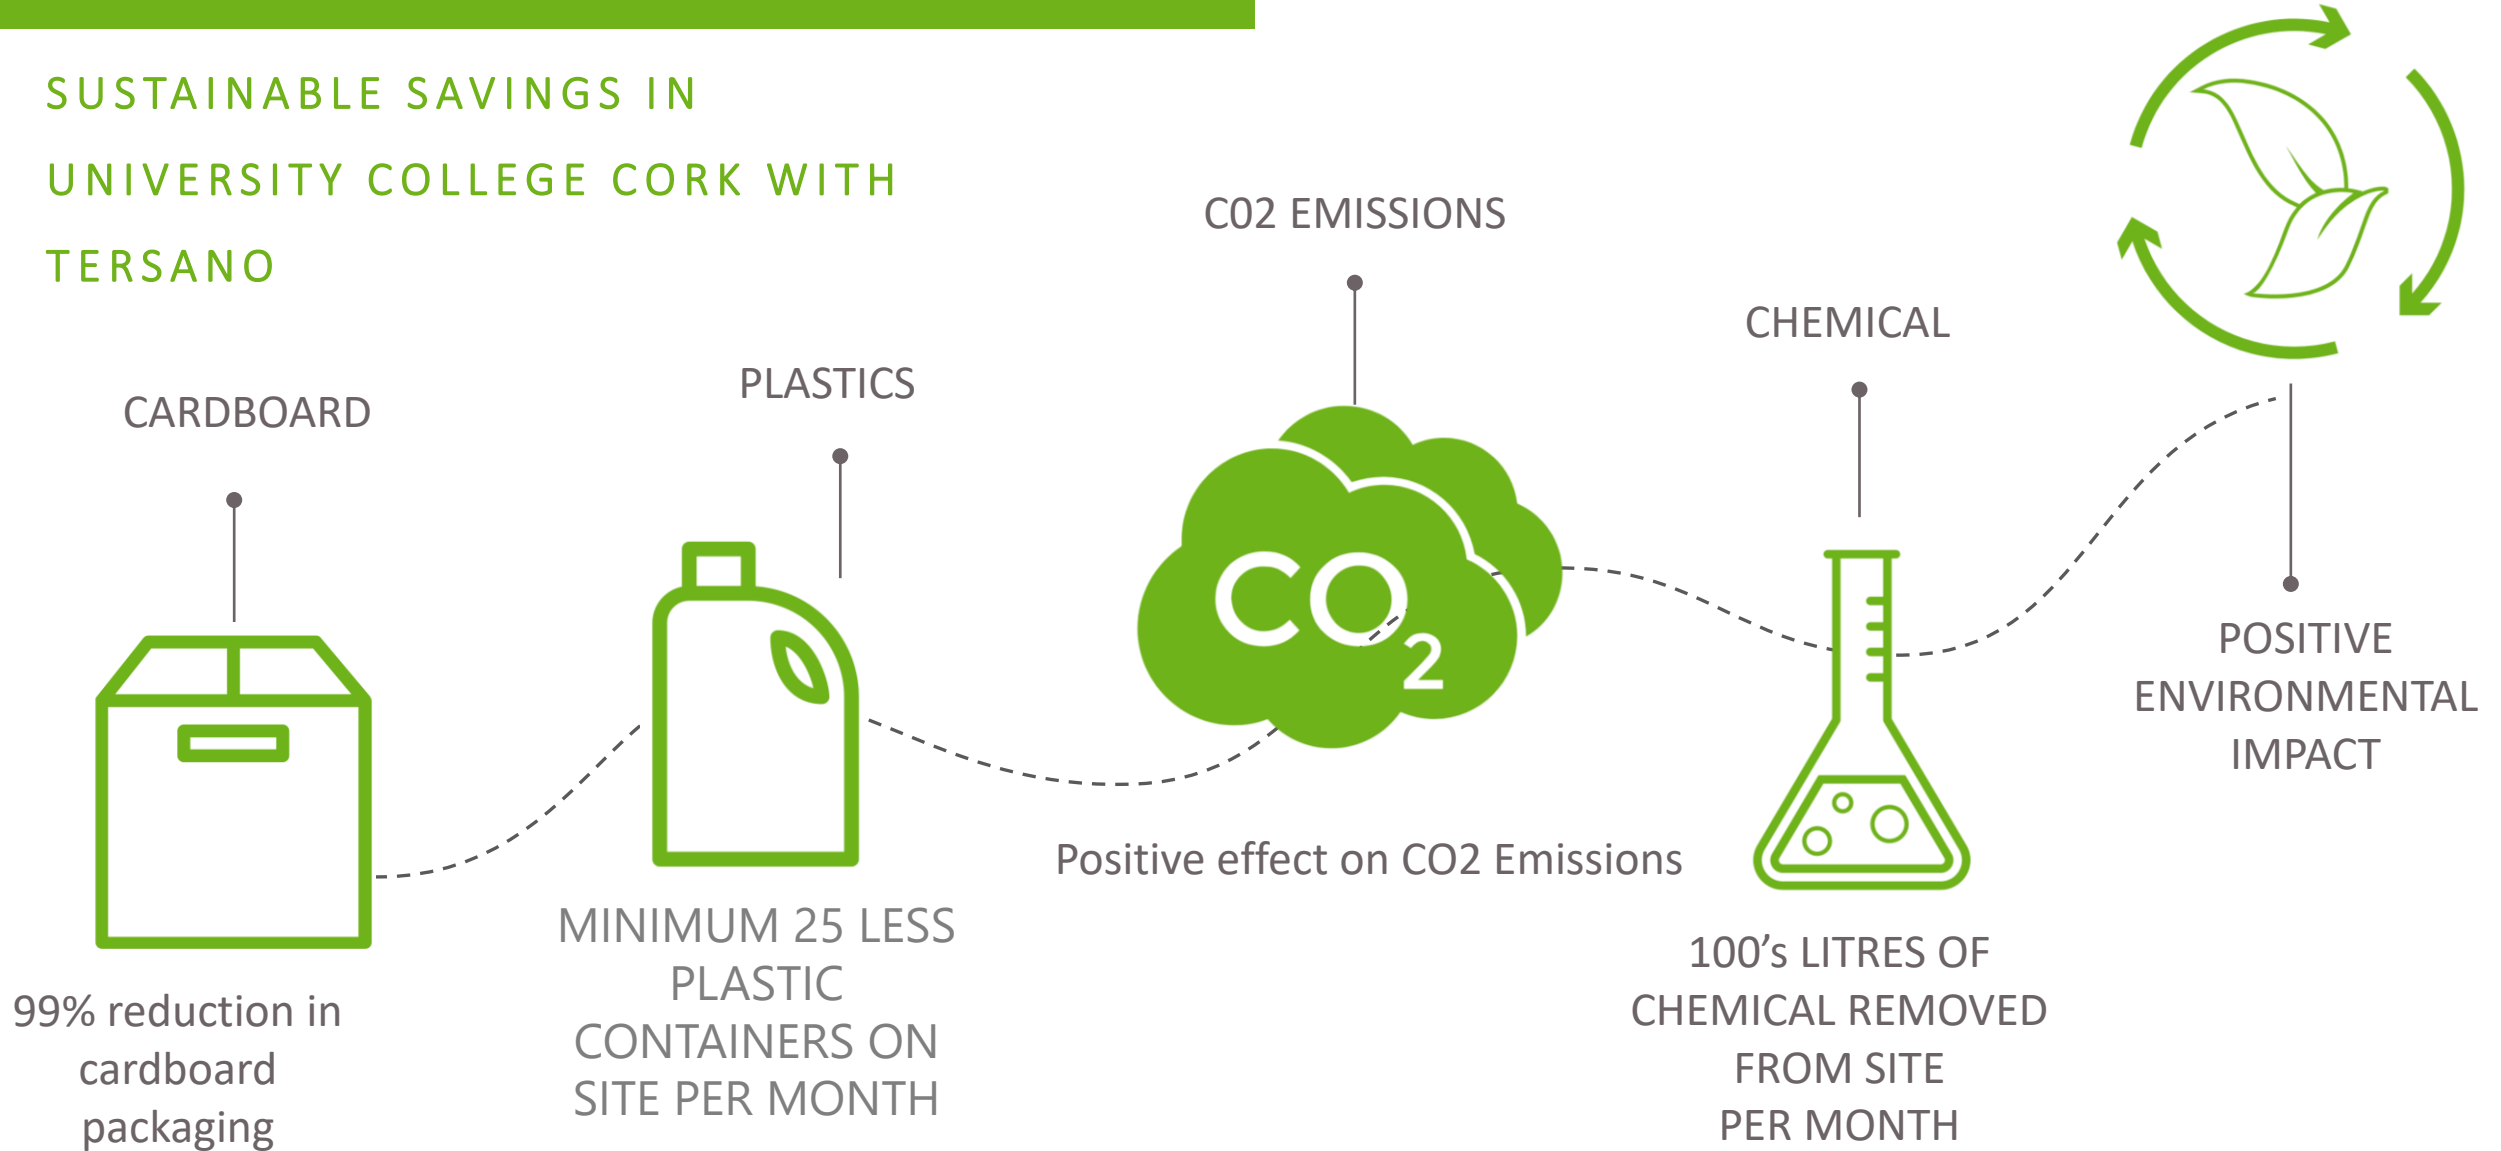 SUSTAINABLE SAVINGS IN
UNIVERSITY COLLEGE CORK WITH
TERSANO
CARDBOARD
99% reduction in
cardboard
packaging
PLASTICS
MINIMUM 25 LESS
PLASTIC
CONTAINERS ON
SITE PER MONTH
C02 EMISSIONS
CO2
Positive effect on CO2 Emissions
CHEMICAL
100’s LITRES OF
CHEMICAL REMOVED
FROM SITE
PER MONTH
POSITIVE
ENVIRONMENTAL
IMPACT